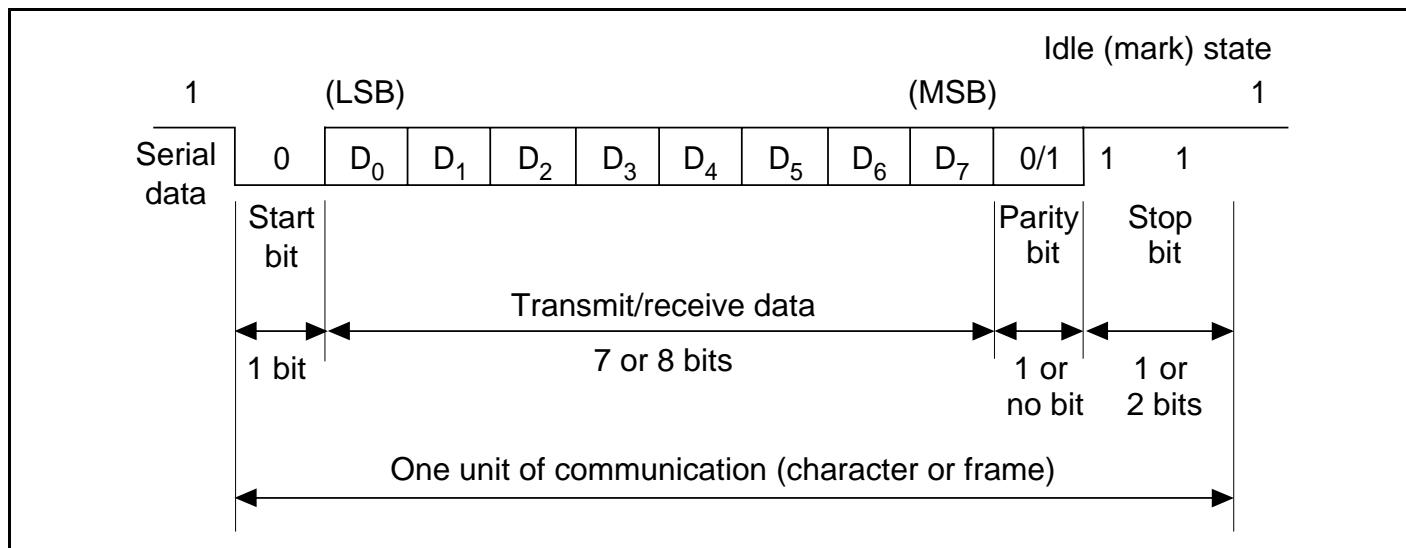 Idle (mark) state
1 (LSB) (MSB) 1
Serial data
0 D0 D1 D2 D3 D4 D5 D6 D7 0/1 1 1
Start bit
Parity bit
Stop bit
Transmit/receive data
1 bit
7 or 8 bits
1 or no bit
1 or 2 bits
One unit of communication (character or frame)